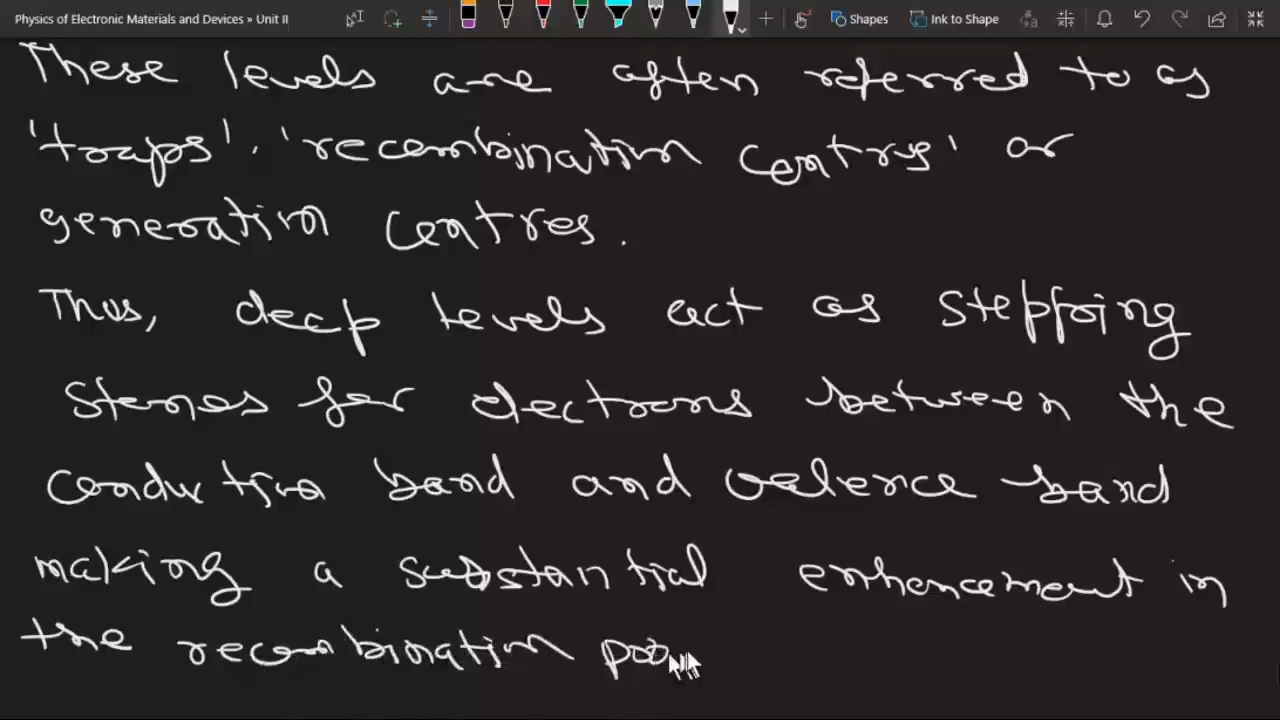 Physics of Electronic Materials and Devices » Unit II
Shapes
Ink to Shape
These levels are often referred to as
'traps'. 'recombination centres' or
generation centres.
Thus, deep levels act as stepping
stones for electrons between the
conduction band and valence band
making a substantial enhancement in
the recombination